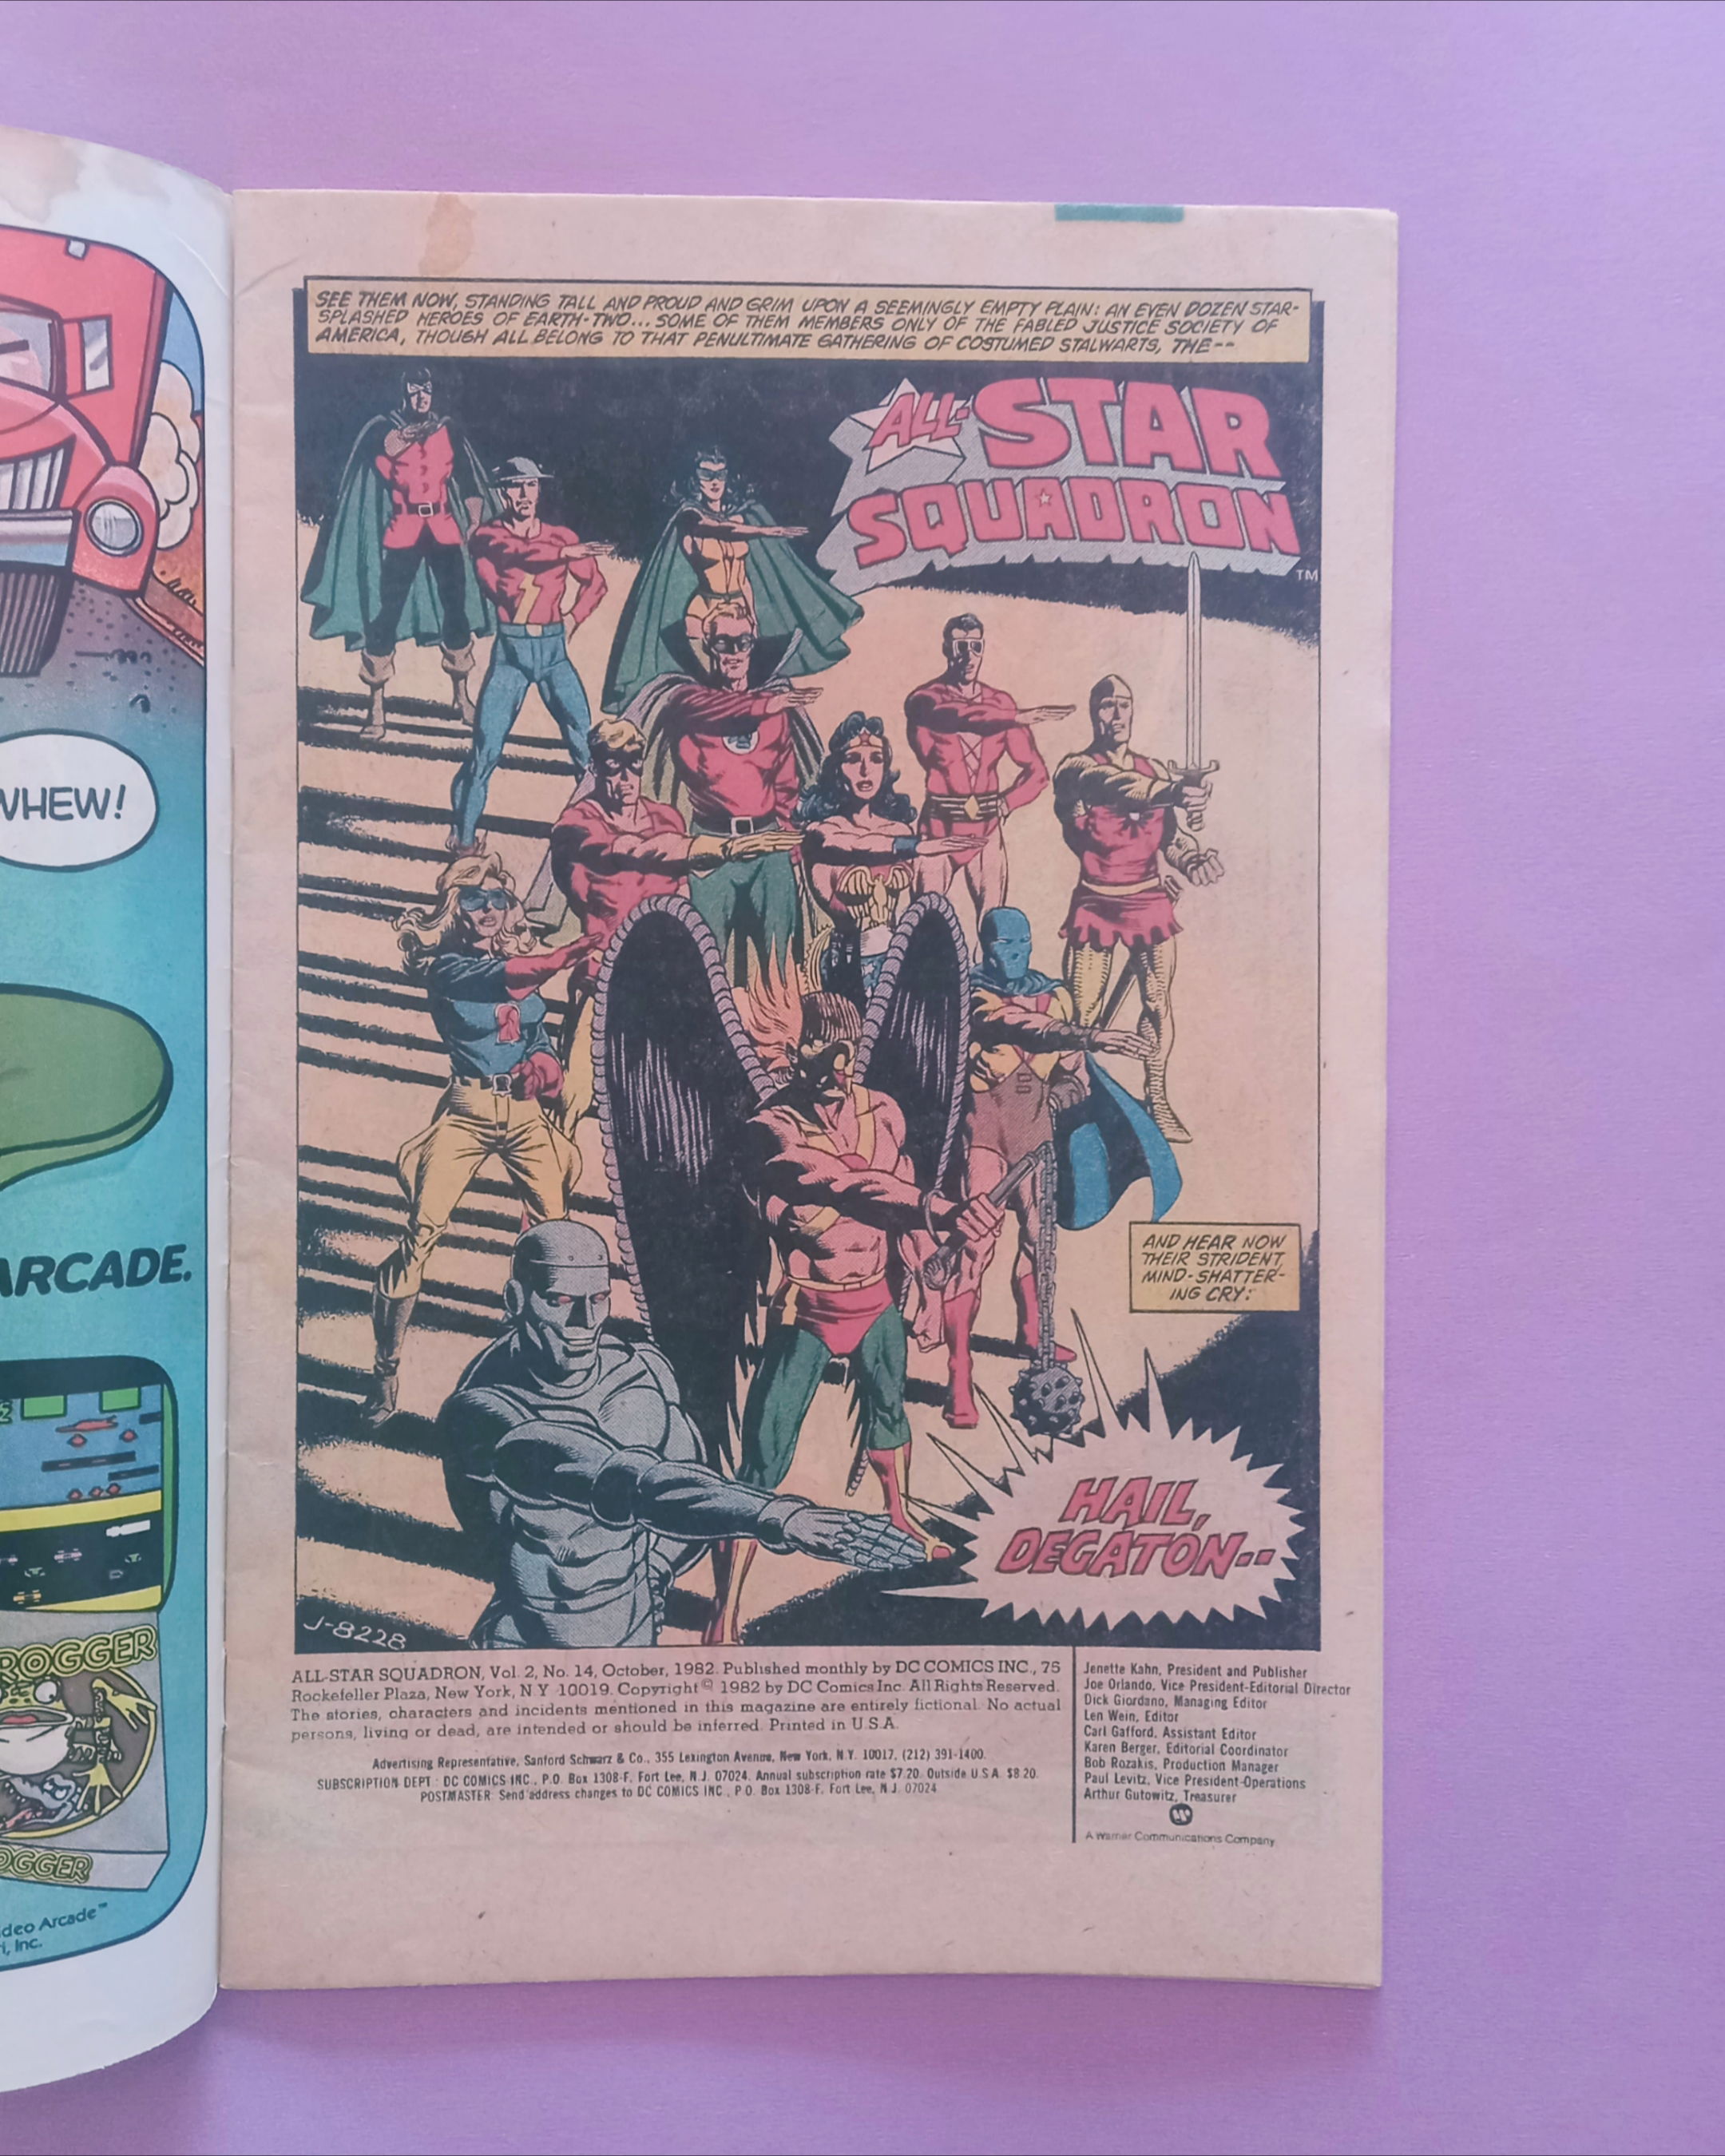 WHEW!
ARCADE.
FROGGER
FROGGER
Video Arcade™
Inc.
SEE THEM NOW, STANDING TALL AND PROUD AND GRIM UPON A SEEMINGLY EMPTY PLAIN: AN EVEN DOZEN STAR-
SPLASHED HEROES OF EARTH-TWO... SOME OF THEM MEMBERS ONLY OF THE FABLED JUSTICE SOCIETY OF
AMERICA, THOUGH ALL BELONG TO THAT PENULTIMATE GATHERING OF COSTUMED STALWARTS, THE--
ALL-STAR
SQUADRON
TM
AND HEAR NOW
THEIR STRIDENT,
MIND-SHATTER-
ING CRY:
HAIL,
DEGATON--
J-8228
ALL-STAR SQUADRON, Vol. 2, No. 14, October, 1982. Published monthly by DC COMICS INC., 75
Rockefeller Plaza, New York, N.Y. 10019. Copyright © 1982 by DC Comics Inc. All Rights Reserved.
The stories, characters and incidents mentioned in this magazine are entirely fictional. No actual
persons, living or dead, are intended or should be inferred. Printed in U.S.A.
Advertising Representative, Sanford Schwarz & Co., 355 Lexington Avenue, New York, N.Y. 10017, (212) 391-1400.
SUBSCRIPTION DEPT.: DC COMICS INC., P.O. Box 1308-F, Fort Lee, N.J. 07024. Annual subscription rate $7.20. Outside U.S.A. $8.20.
POSTMASTER: Send address changes to DC COMICS INC., P.O. Box 1308-F, Fort Lee, N.J. 07024
Jenette Kahn, President and Publisher
Joe Orlando, Vice President-Editorial Director
Dick Giordano, Managing Editor
Len Wein, Editor
Carl Gafford, Assistant Editor
Karen Berger, Editorial Coordinator
Bob Rozakis, Production Manager
Paul Levitz, Vice President-Operations
Arthur Gutowitz, Treasurer
A Warner Communications Company